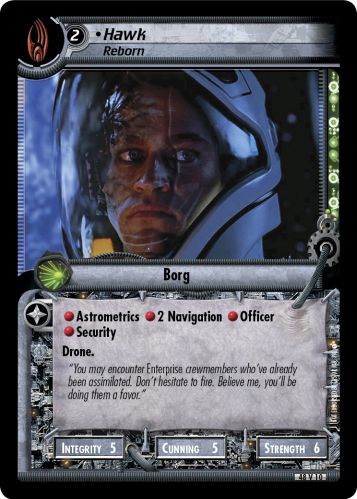 2
•Hawk
Reborn
Borg
Astrometrics 2 Navigation Officer
Security
Drone.
"You may encounter Enterprise crewmembers who've already
been assimilated. Don't hesitate to fire. Believe me, you'll be
doing them a favor."
INTEGRITY 5 CUNNING 5 STRENGTH 6
48 V 10